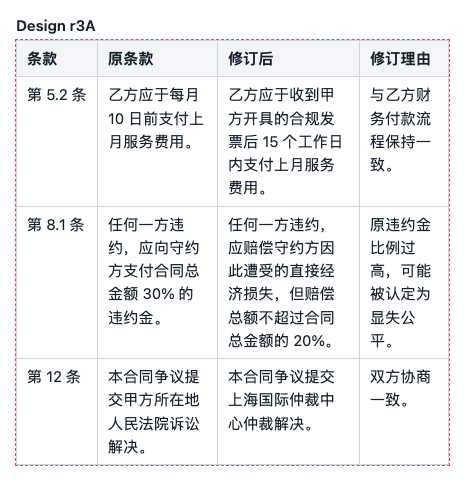 Design r3A
条款 原条款 修订后 修订理由
第 5.2 条
乙方应于每月
10 日前支付上
月服务费用。
乙方应于收到甲
方开具的合规发
票后 15 个工作日
内支付上月服务
费用。
与乙方财
务付款流
程保持一
致。
第 8.1 条
任何一方违
约，应向守约
方支付合同总
金额 30% 的
违约金。
任何一方违约，
应赔偿守约方因
此遭受的直接经
济损失，但赔偿
总额不超过合同
总金额的 20%。
原违约金
比例过
高，可能
被认定为
显失公
平。
第 12 条
本合同争议提
交甲方所在地
人民法院诉讼
解决。
本合同争议提交
上海国际仲裁中
心仲裁解决。
双方协商
一致。